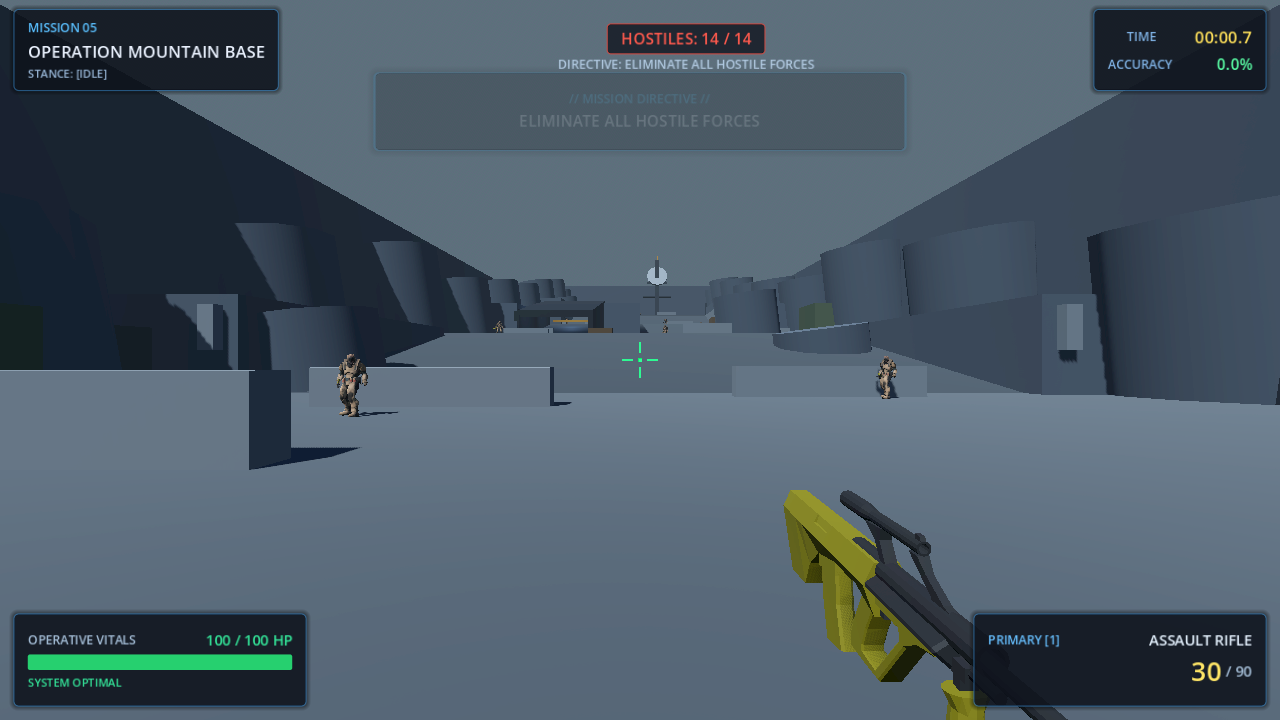 MISSION 05
OPERATION MOUNTAIN BASE
STANCE: [IDLE]
HOSTILES: 14 / 14
DIRECTIVE: ELIMINATE ALL HOSTILE FORCES
// MISSION DIRECTIVE //
ELIMINATE ALL HOSTILE FORCES
TIME 00:00.7
ACCURACY 0.0%
OPERATIVE VITALS 100 / 100 HP
SYSTEM OPTIMAL
PRIMARY [1] ASSAULT RIFLE
30 / 90